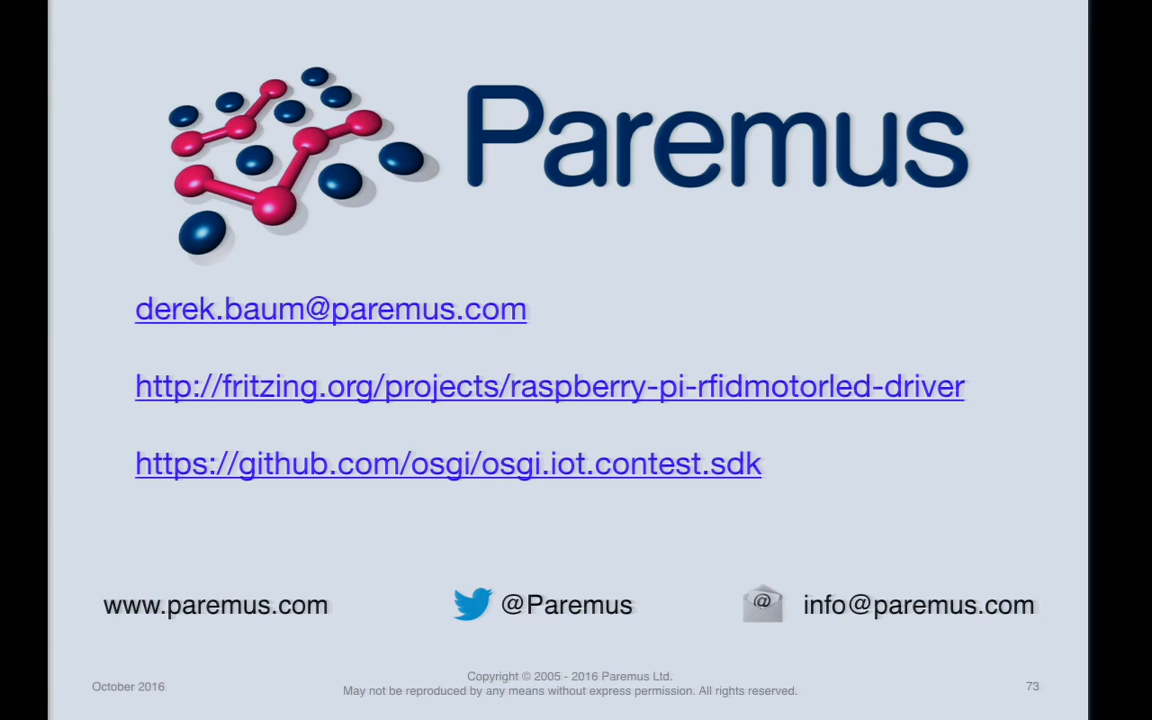 Paremus
derek.baum@paremus.com
http://fritzing.org/projects/raspberry-pi-rfidmotorled-driver
https://github.com/osgi/osgi.iot.contest.sdk
www.paremus.com @Paremus @ info@paremus.com
Copyright © 2005 - 2016 Paremus Ltd.
October 2016 May not be reproduced by any means without express permission. All rights reserved. 73